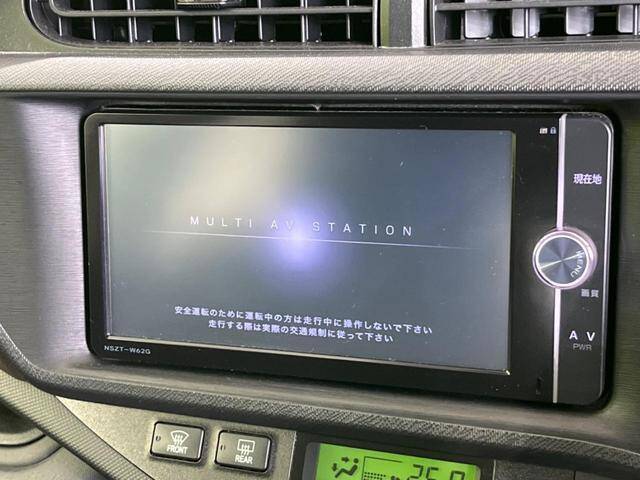 MULTI AV STATION
安全運転のために運転中の方は走行中に操作しないで下さい
走行する際は実際の交通規制に従って下さい
NSZT-W62G
現在地
MENU
画質
AV
PWR
FRONT
REAR
25.0